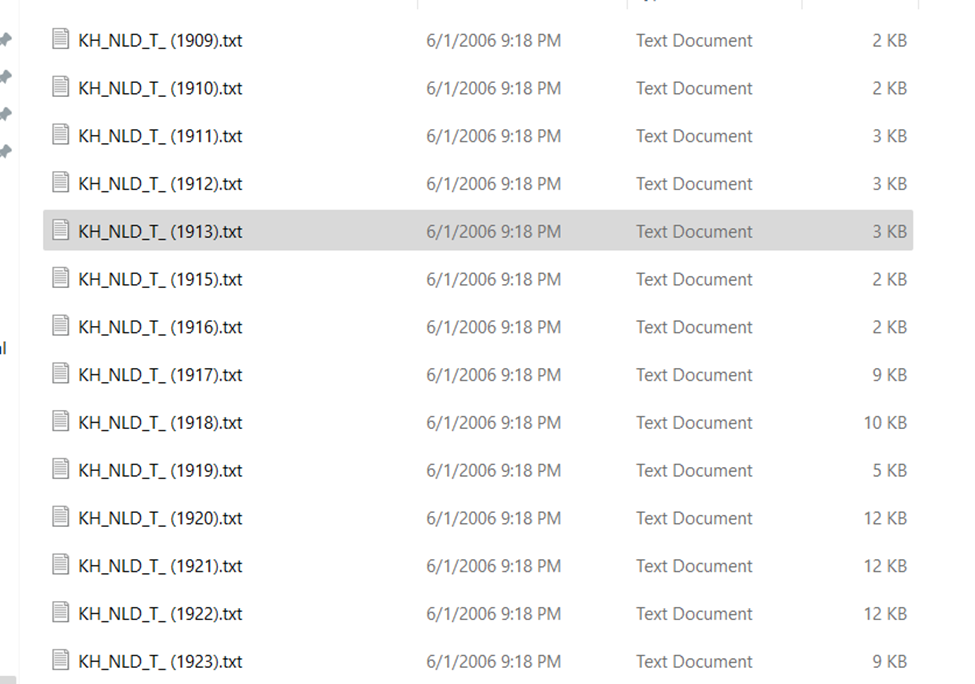 KH_NLD_T_ (1909).txt 6/1/2006 9:18 PM Text Document 2 KB
KH_NLD_T_ (1910).txt 6/1/2006 9:18 PM Text Document 2 KB
KH_NLD_T_ (1911).txt 6/1/2006 9:18 PM Text Document 3 KB
KH_NLD_T_ (1912).txt 6/1/2006 9:18 PM Text Document 3 KB
KH_NLD_T_ (1913).txt 6/1/2006 9:18 PM Text Document 3 KB
KH_NLD_T_ (1915).txt 6/1/2006 9:18 PM Text Document 2 KB
KH_NLD_T_ (1916).txt 6/1/2006 9:18 PM Text Document 2 KB
KH_NLD_T_ (1917).txt 6/1/2006 9:18 PM Text Document 9 KB
KH_NLD_T_ (1918).txt 6/1/2006 9:18 PM Text Document 10 KB
KH_NLD_T_ (1919).txt 6/1/2006 9:18 PM Text Document 5 KB
KH_NLD_T_ (1920).txt 6/1/2006 9:18 PM Text Document 12 KB
KH_NLD_T_ (1921).txt 6/1/2006 9:18 PM Text Document 12 KB
KH_NLD_T_ (1922).txt 6/1/2006 9:18 PM Text Document 12 KB
KH_NLD_T_ (1923).txt 6/1/2006 9:18 PM Text Document 9 KB